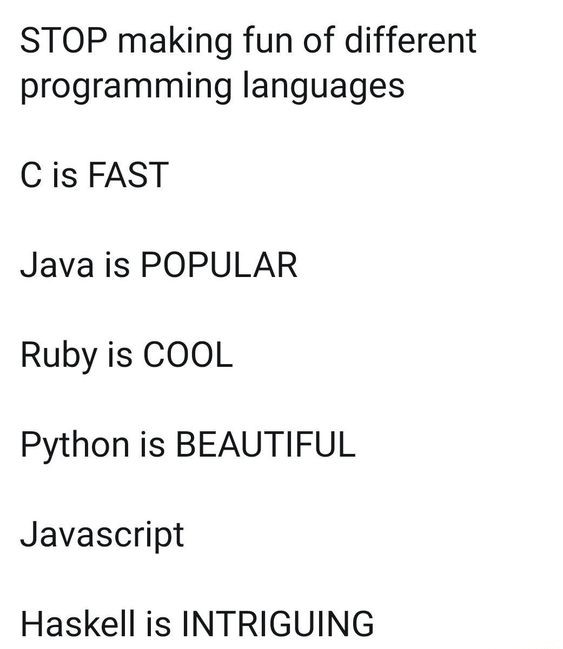 STOP making fun of different
programming languages
C is FAST
Java is POPULAR
Ruby is COOL
Python is BEAUTIFUL
Javascript
Haskell is INTRIGUING